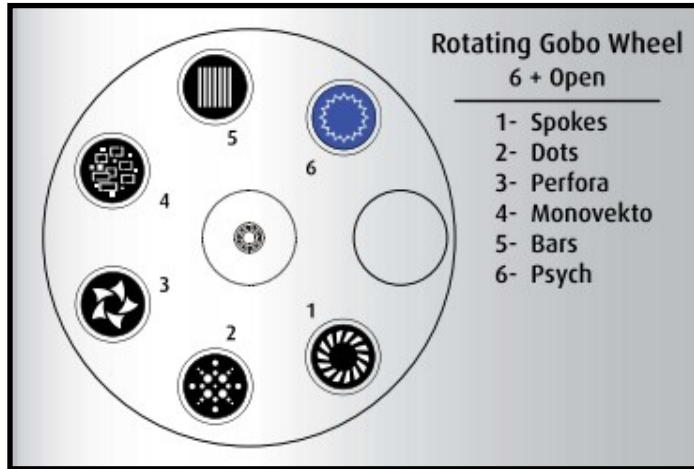 Rotating Gobo Wheel
6 + Open
1- Spokes
2- Dots
3- Perfora
4- Monovekto
5- Bars
6- Psych
5
6
4
3
2
1